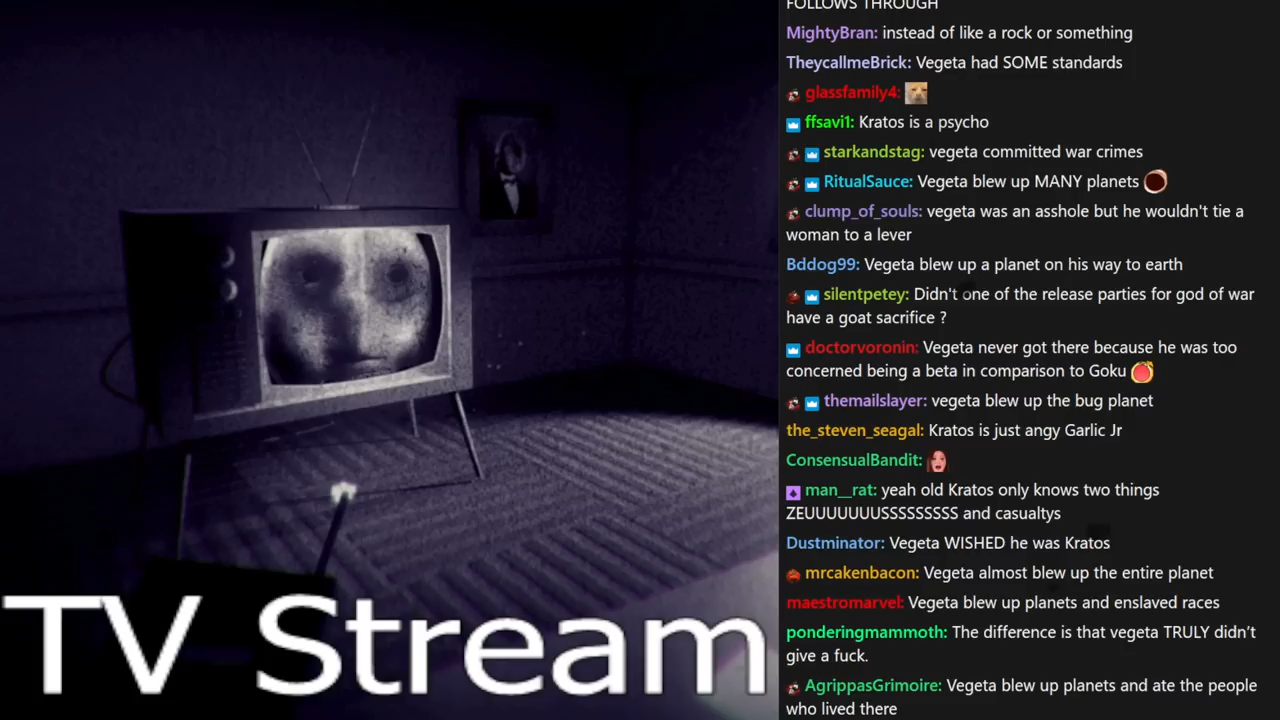 FOLLOWS THROUGH
MightyBran: instead of like a rock or something
TheycallmeBrick: Vegeta had SOME standards
glassfamily4:
ffsavi1: Kratos is a psycho
starkandstag: vegeta committed war crimes
RitualSauce: Vegeta blew up MANY planets
clump_of_souls: vegeta was an asshole but he wouldn't tie a
woman to a lever
Bddog99: Vegeta blew up a planet on his way to earth
silentpetey: Didn't one of the release parties for god of war
have a goat sacrifice ?
doctorvoronin: Vegeta never got there because he was too
concerned being a beta in comparison to Goku
themailslayer: vegeta blew up the bug planet
the_steven_seagal: Kratos is just angy Garlic Jr
ConsensualBandit:
man__rat: yeah old Kratos only knows two things
ZEUUUUUUUSSSSSSSSS and casualtys
Dustminator: Vegeta WISHED he was Kratos
mrcakenbacon: Vegeta almost blew up the entire planet
maestromarvel: Vegeta blew up planets and enslaved races
ponderingmammoth: The difference is that vegeta TRULY didn't
give a fuck.
AgrippasGrimoire: Vegeta blew up planets and ate the people
who lived there
TV Stream